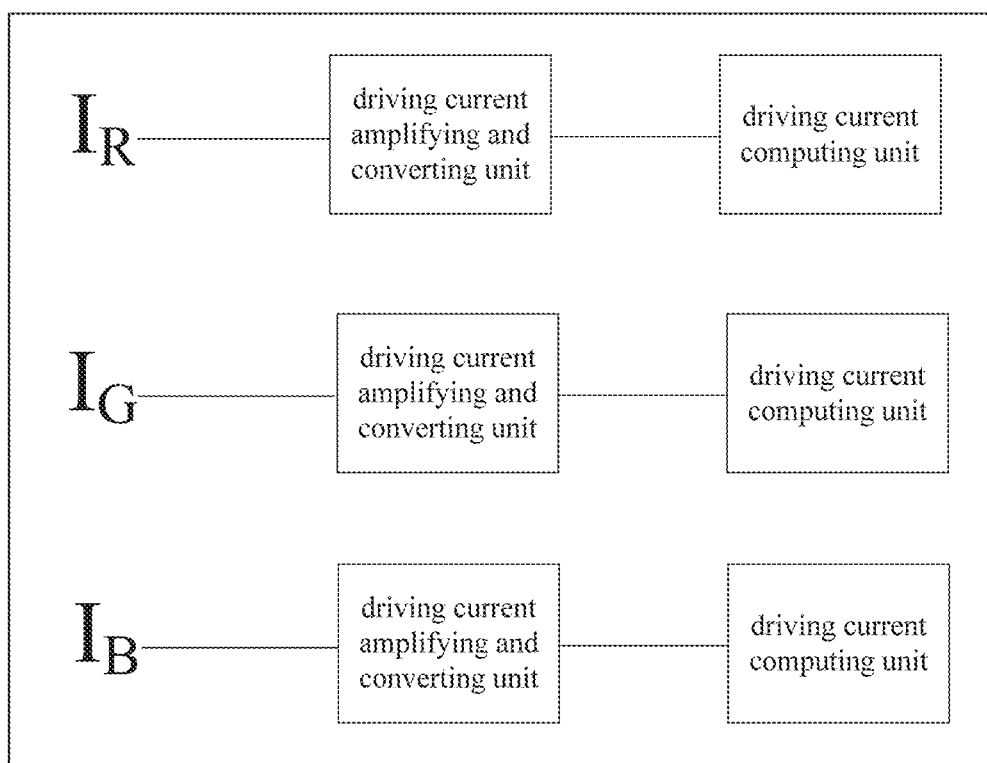 I_R
driving current
amplifying and
converting unit
driving current
computing unit
I_G
driving current
amplifying and
converting unit
driving current
computing unit
I_B
driving current
amplifying and
converting unit
driving current
computing unit